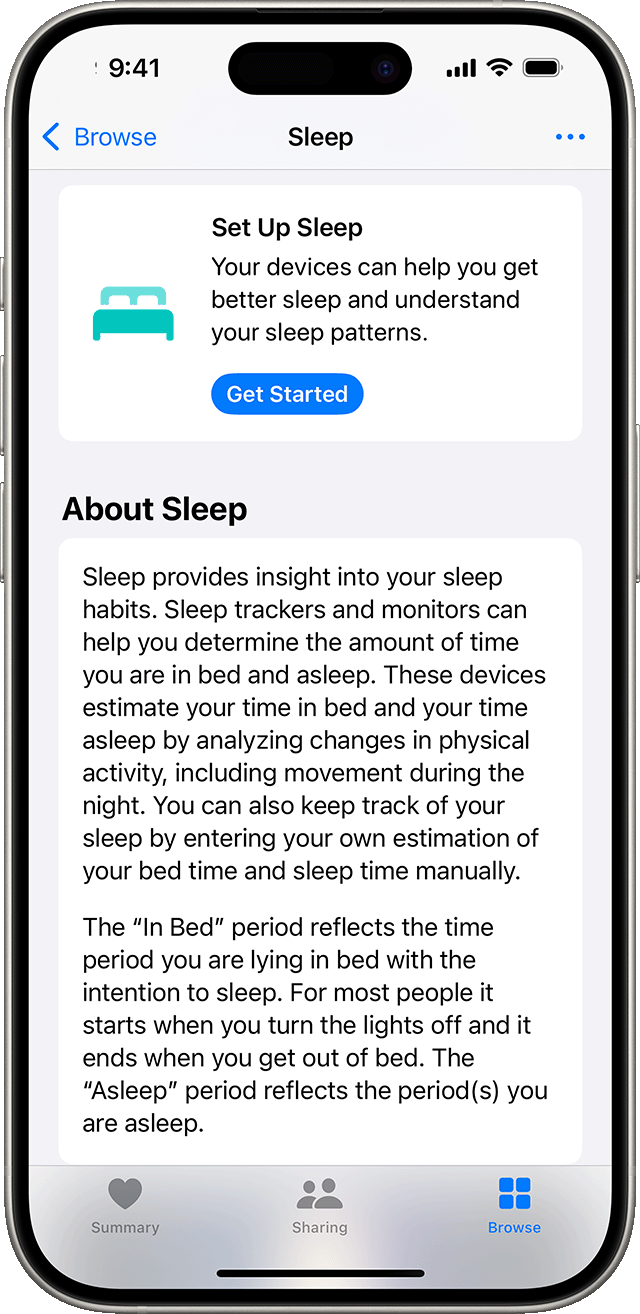 9:41
Browse
Sleep
Set Up Sleep
Your devices can help you get
better sleep and understand
your sleep patterns.
Get Started
About Sleep
Sleep provides insight into your sleep
habits. Sleep trackers and monitors can
help you determine the amount of time
you are in bed and asleep. These devices
estimate your time in bed and your time
asleep by analyzing changes in physical
activity, including movement during the
night. You can also keep track of your
sleep by entering your own estimation of
your bed time and sleep time manually.
The “In Bed” period reflects the time
period you are lying in bed with the
intention to sleep. For most people it
starts when you turn the lights off and it
ends when you get out of bed. The
“Asleep” period reflects the period(s) you
are asleep.
Summary
Sharing
Browse